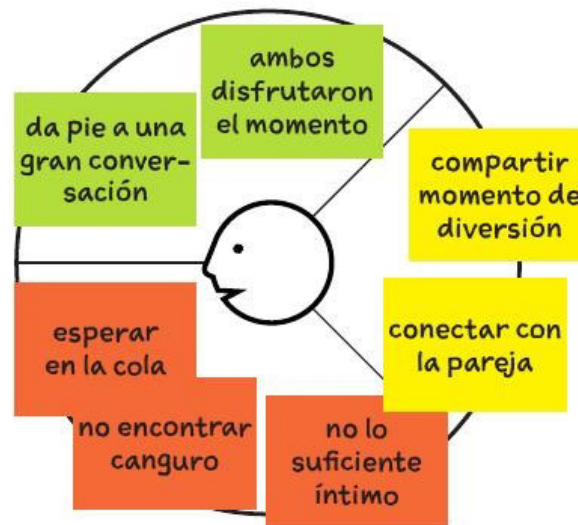 ambos
disfrutaron
el momento
da pie a una
gran conver-
sación
compartir
momento de
diversión
conectar con
la pareja
esperar
en la cola
no encontrar
canguro
no lo
suficiente
íntimo